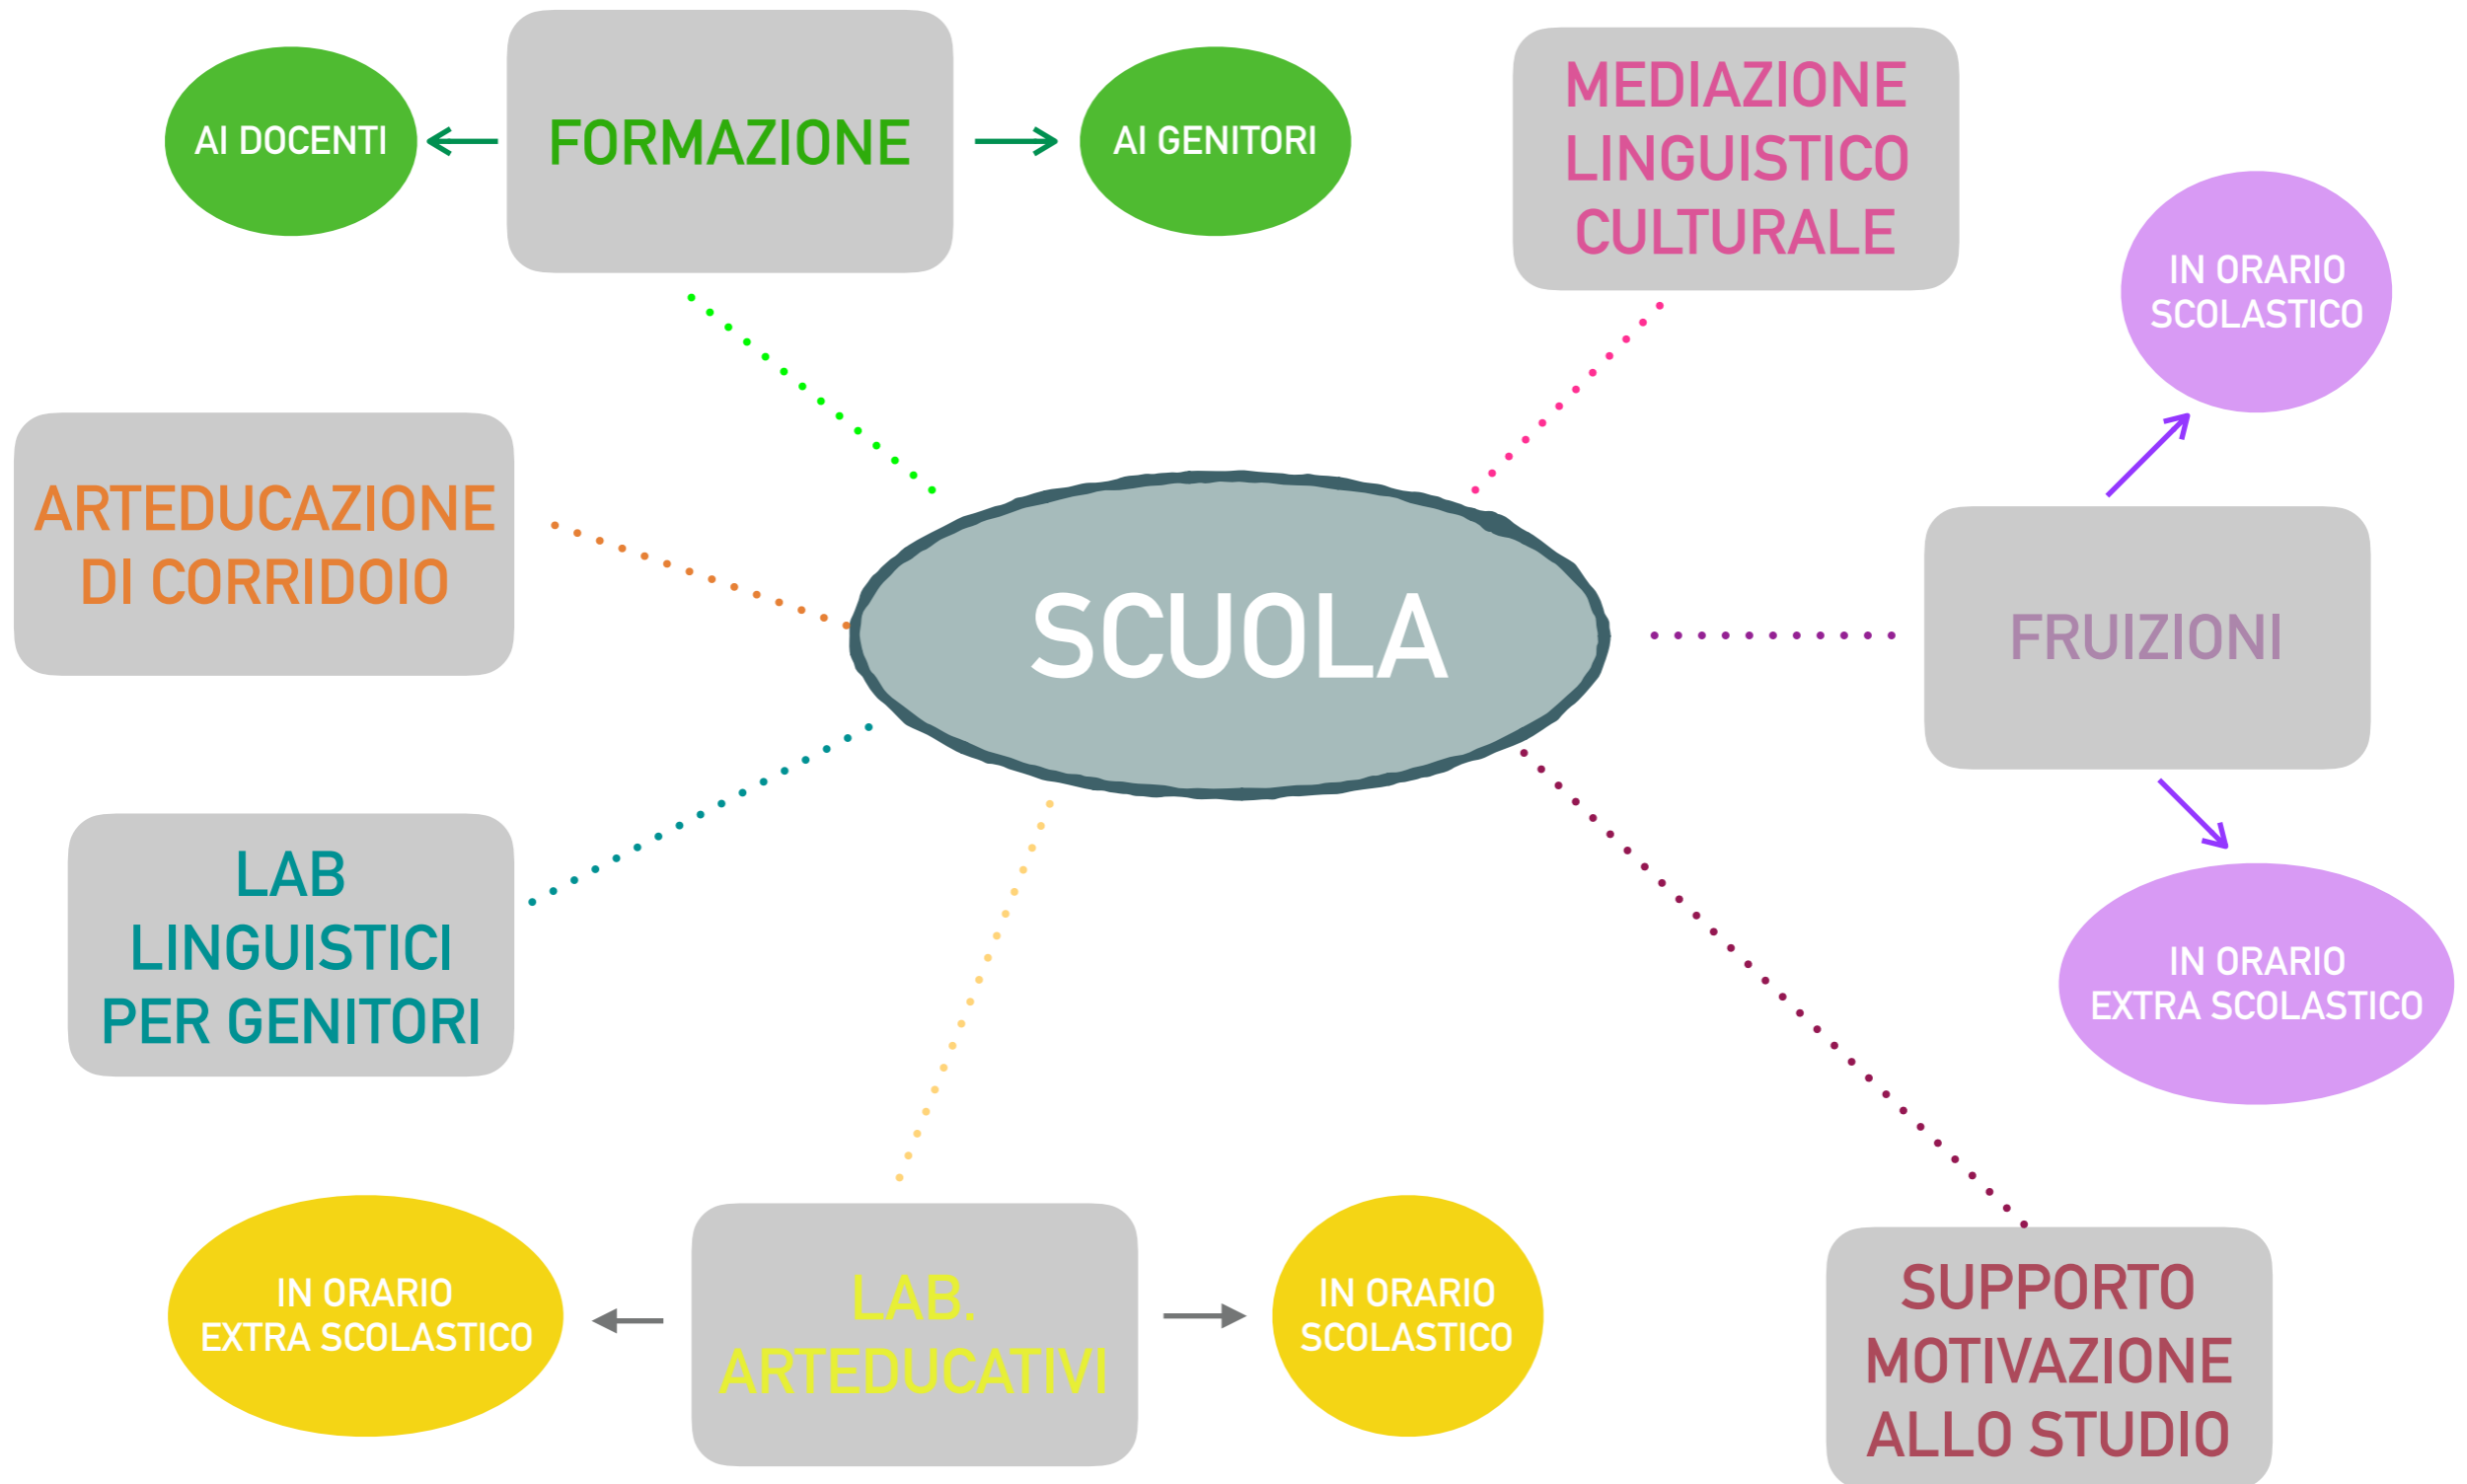 AI DOCENTI
FORMAZIONE
AI GENITORI
MEDIAZIONE
LINGUISTICO
CULTURALE
IN ORARIO
SCOLASTICO
ARTEDUCAZIONE
DI CORRIDOIO
SCUOLA
FRUIZIONI
LAB
LINGUISTICI
PER GENITORI
IN ORARIO
EXTRA SCOLASTICO
IN ORARIO
EXTRA SCOLASTICO
LAB.
ARTEDUCATIVI
IN ORARIO
SCOLASTICO
SUPPORTO
MOTIVAZIONE
ALLO STUDIO